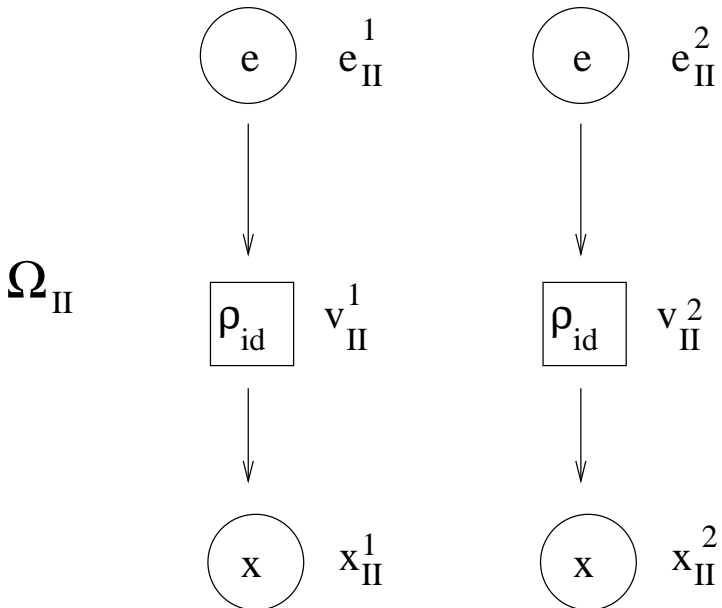 e e_II^1 e e_II^2
Ω_II ρ_id v_II^1 ρ_id v_II^2
x x_II^1 x x_II^2